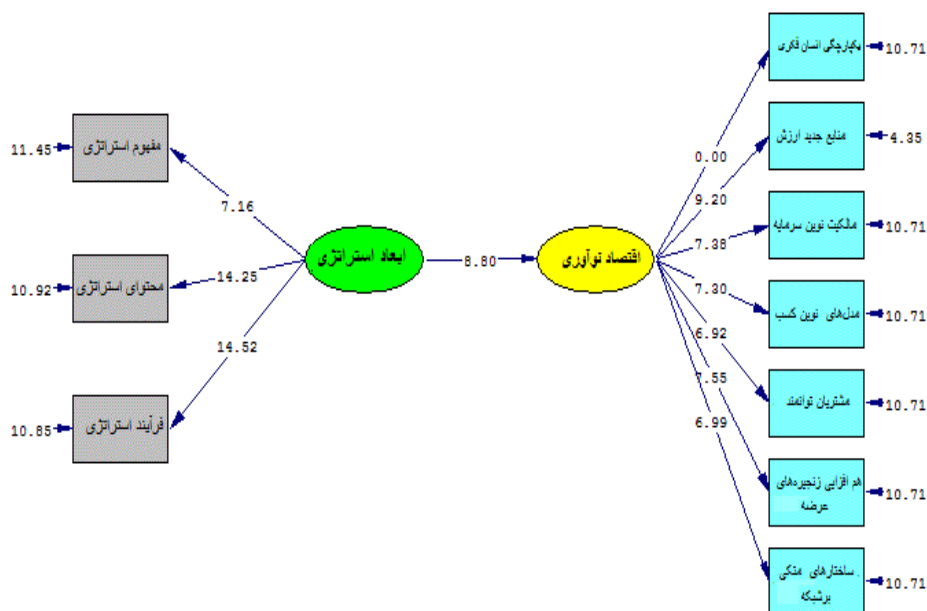 یکپارچگی انسان فکری
10.71
منابع جدید ارزش
4.35
0.00
مالکیت نوین سرمایه
10.71
9.20
7.38
مدل‌های نوین کسب
10.71
7.30
مشتریان توانمند
10.71
6.92
هم افزایی زنجیره‌های
عرضه
10.71
7.55
ساختارهای متکی
برشبکه
10.71
6.99
اقتصاد نوآوری
8.80
ابعاد استراتژی
مفهوم استراتژی
11.45
7.16
محتوای استراتژی
10.92
14.25
فرآیند استراتژی
10.85
14.52